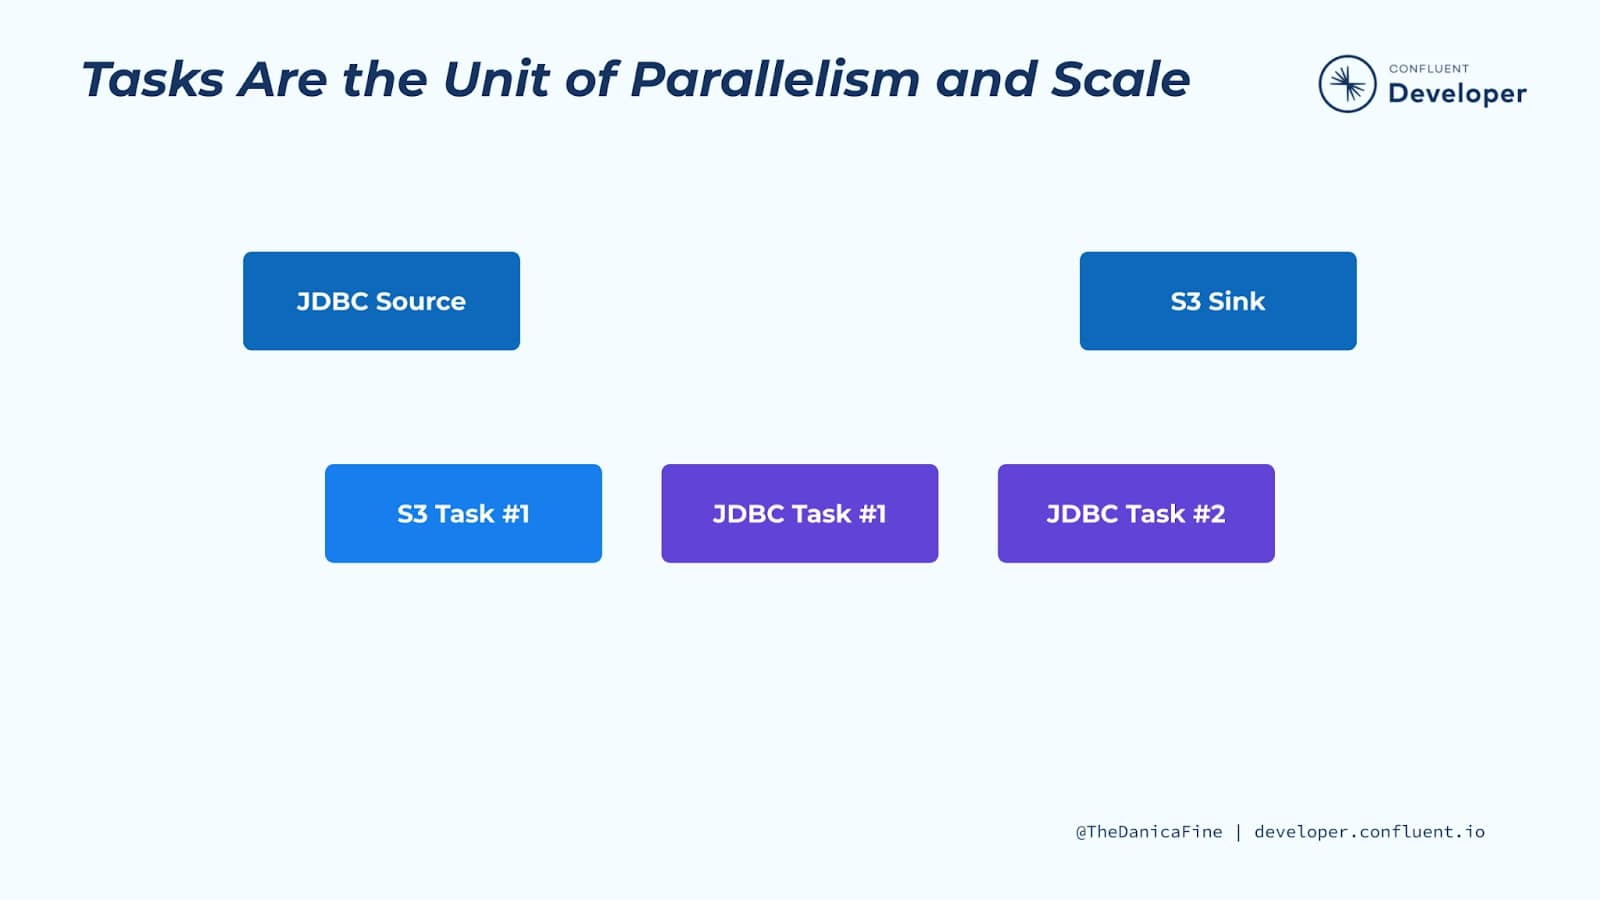 Tasks Are the Unit of Parallelism and Scale
CONFLUENT
Developer
JDBC Source
S3 Sink
S3 Task #1
JDBC Task #1
JDBC Task #2
@TheDanicaFine | developer.confluent.io